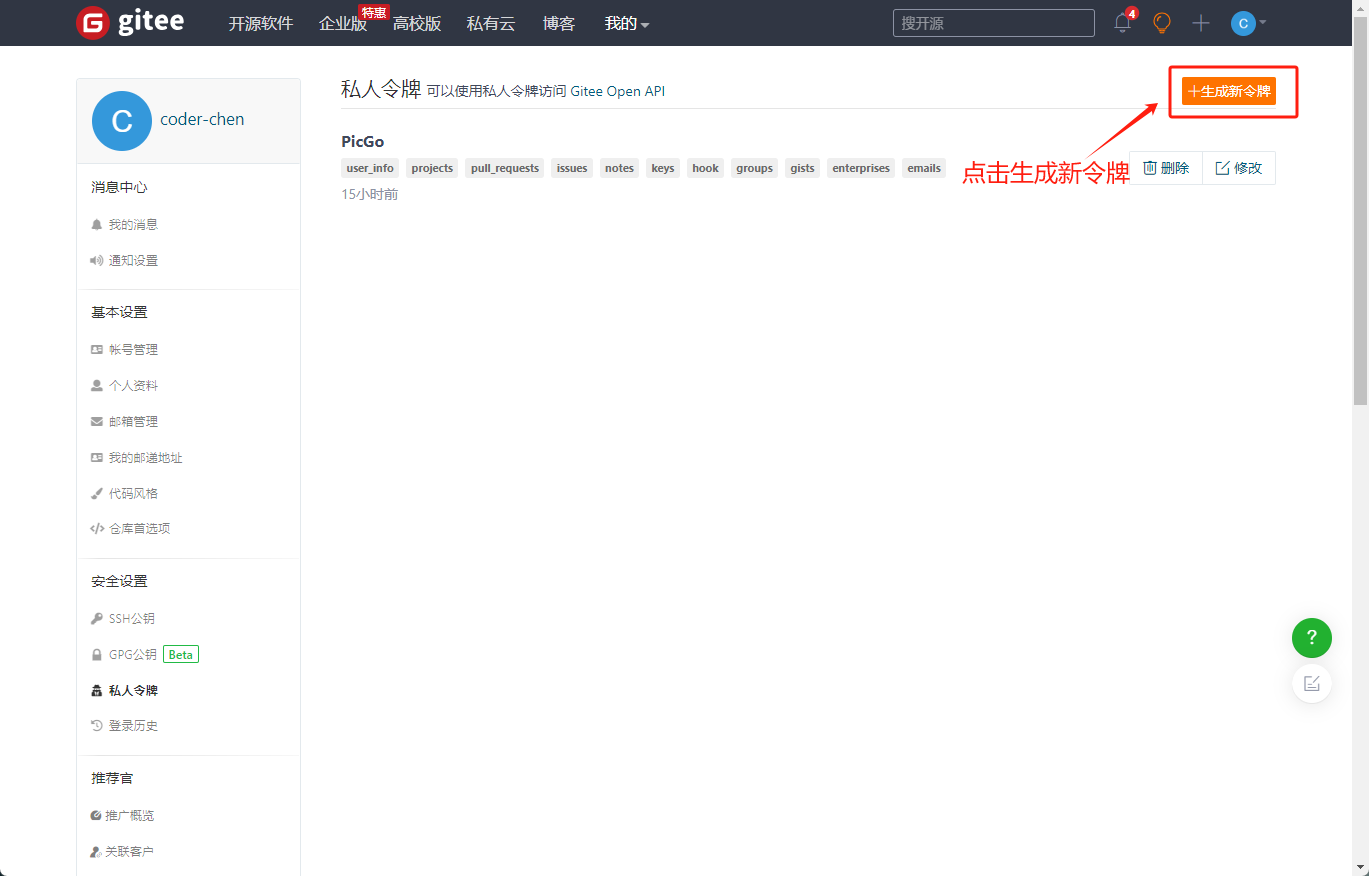 gitee
开源软件 企业版 特惠 高校版 私有云 博客 我的 搜开源 4 C
C coder-chen
消息中心
我的消息
通知设置
基本设置
帐号管理
个人资料
邮箱管理
我的邮递地址
代码风格
仓库首选项
安全设置
SSH公钥
GPG公钥 Beta
私人令牌
登录历史
推荐官
推广概览
关联客户
私人令牌 可以使用私人令牌访问 Gitee Open API
生成新令牌
PicGo
user_info projects pull_requests issues notes keys hook groups gists enterprises emails
点击生成新令牌
删除 修改
15小时前
?